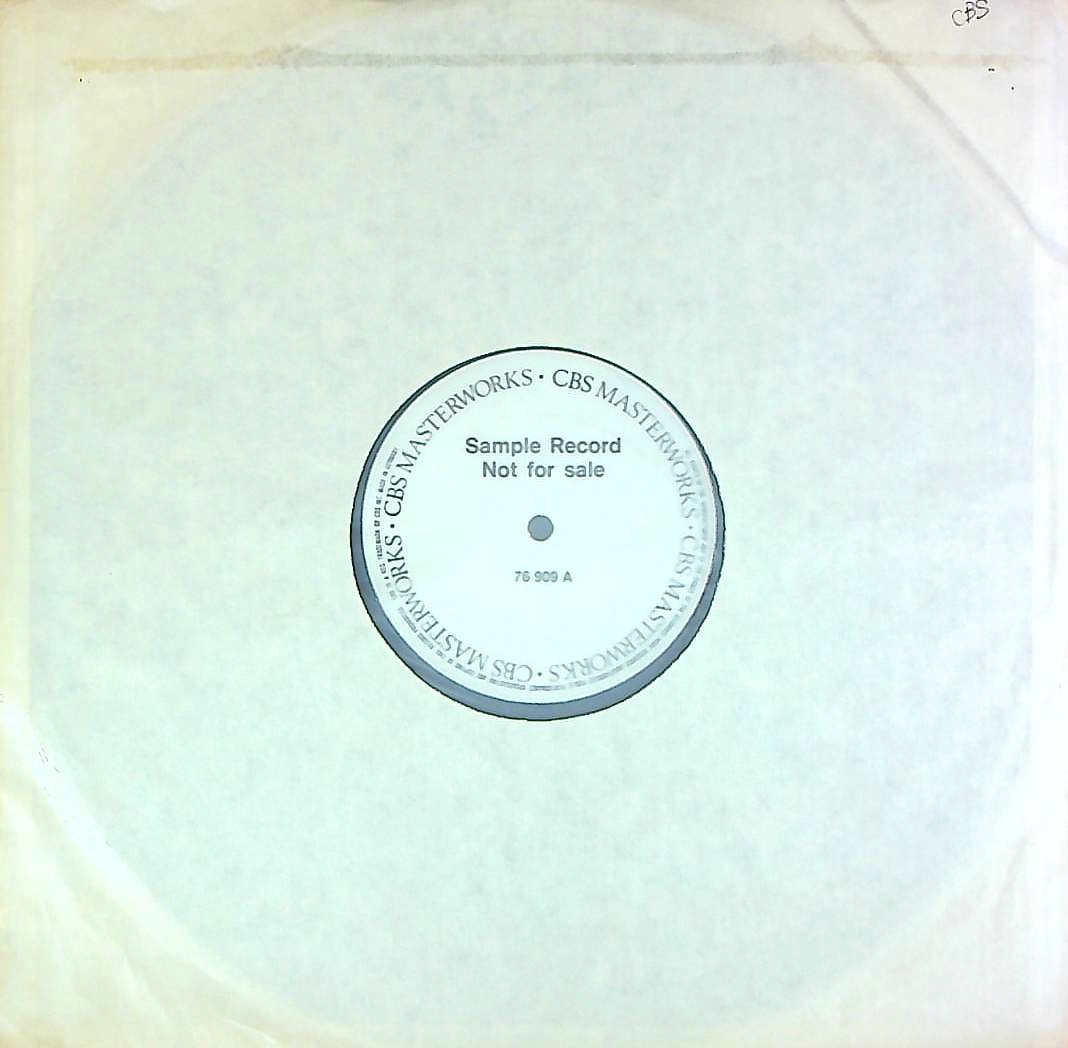 CBS
CBS MASTERWORKS · CBS MASTERWORKS · CBS MASTERWORKS · CBS MASTERWORKS ·
Sample Record
Not for sale
76 909 A